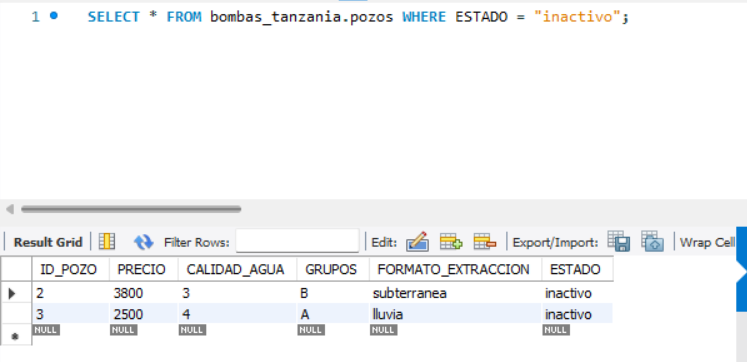 1 SELECT * FROM bombas_tanzania.pozos WHERE ESTADO = "inactivo";
Result Grid Filter Rows: Edit: Export/Import: Wrap Cell
ID_POZO PRECIO CALIDAD_AGUA GRUPOS FORMATO_EXTRACCION ESTADO
2 3800 3 B subterranea inactivo
3 2500 4 A lluvia inactivo
NULL NULL NULL NULL NULL NULL